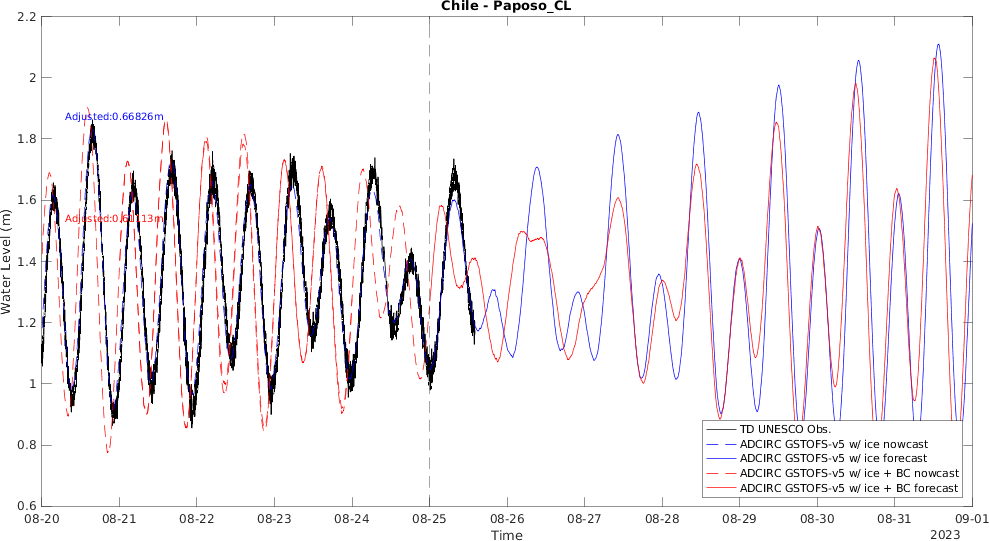 Chile - Paposo_CL
2.2
2
1.8
1.6
1.4
1.2
1
0.8
0.6
Water Level (m)
Adjusted:0.66826m
Adjusted:0.61113m
TD UNESCO Obs.
ADCIRC GSTOFS-v5 w/ ice nowcast
ADCIRC GSTOFS-v5 w/ ice forecast
ADCIRC GSTOFS-v5 w/ ice + BC nowcast
ADCIRC GSTOFS-v5 w/ ice + BC forecast
08-20 08-21 08-22 08-23 08-24 08-25 08-26 08-27 08-28 08-29 08-30 08-31 09-01
Time
2023